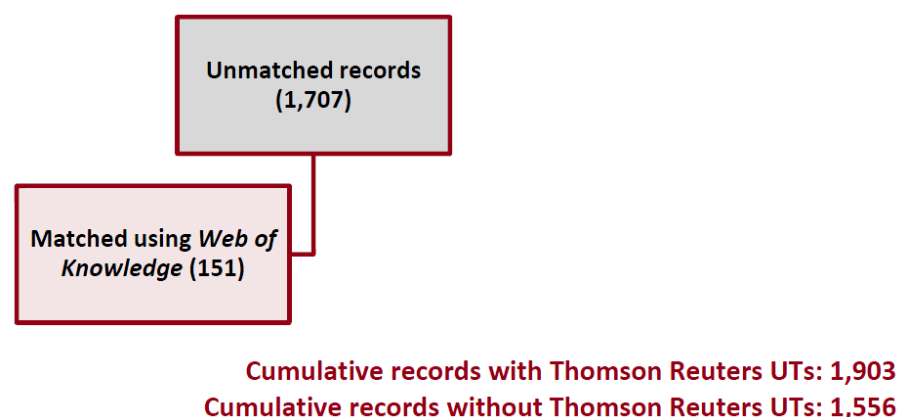 Unmatched records
(1,707)
Matched using Web of
Knowledge (151)
Cumulative records with Thomson Reuters UTs: 1,903
Cumulative records without Thomson Reuters UTs: 1,556